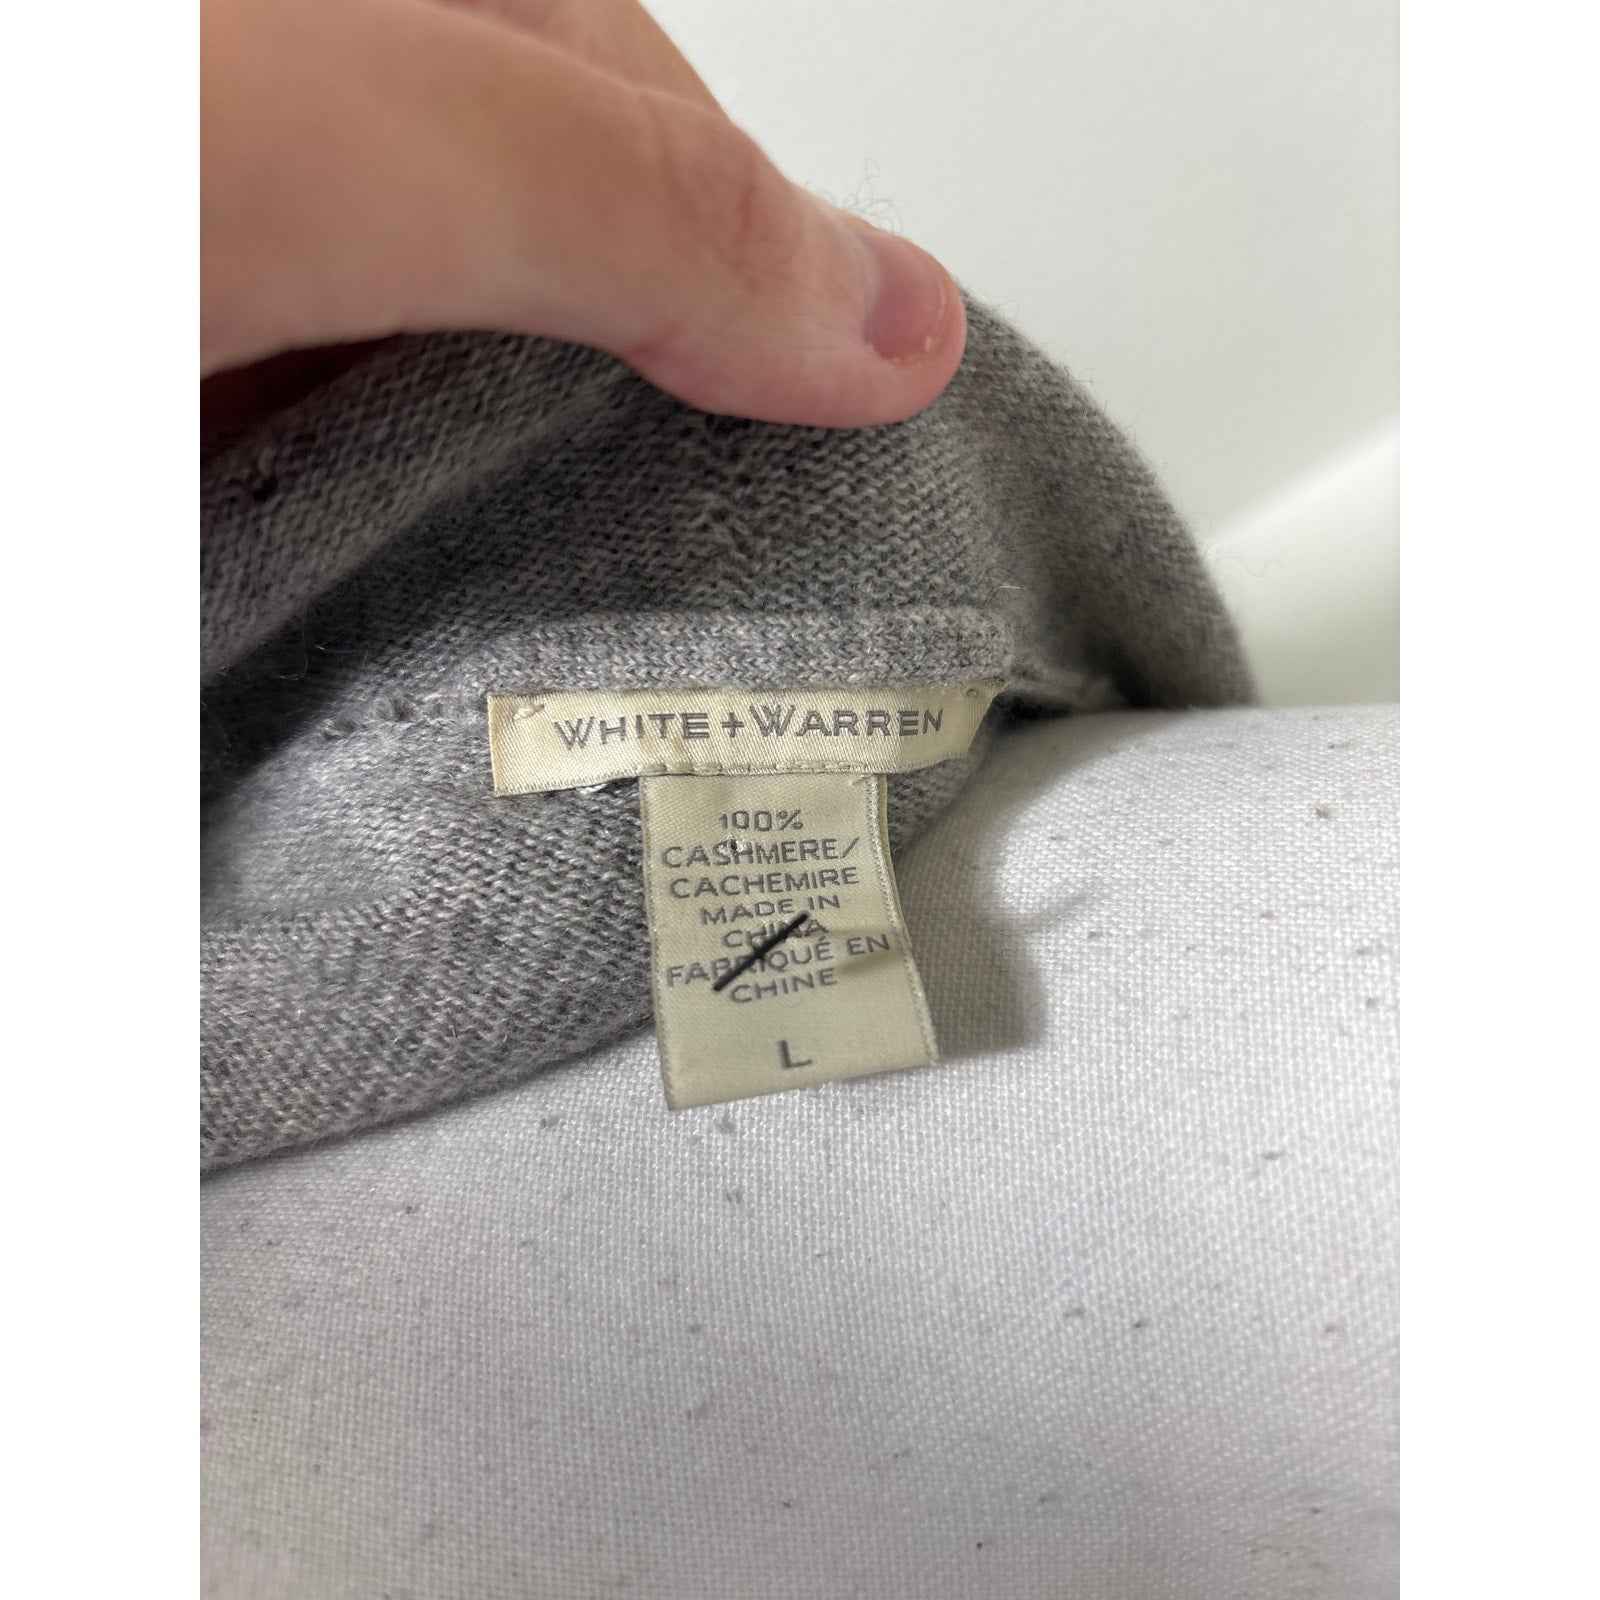 WHITE + WARREN
100%
CASHMERE/
CACHEMIRE
MADE IN
CHINA
FABRIQUÉ EN
CHINE
L